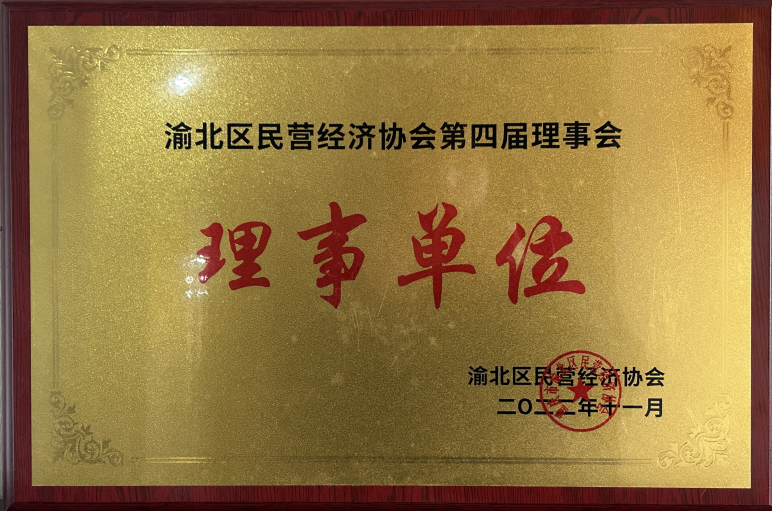 渝北区民营经济协会第四届理事会
理事单位
渝北区民营经济协会
二〇二二年十一月